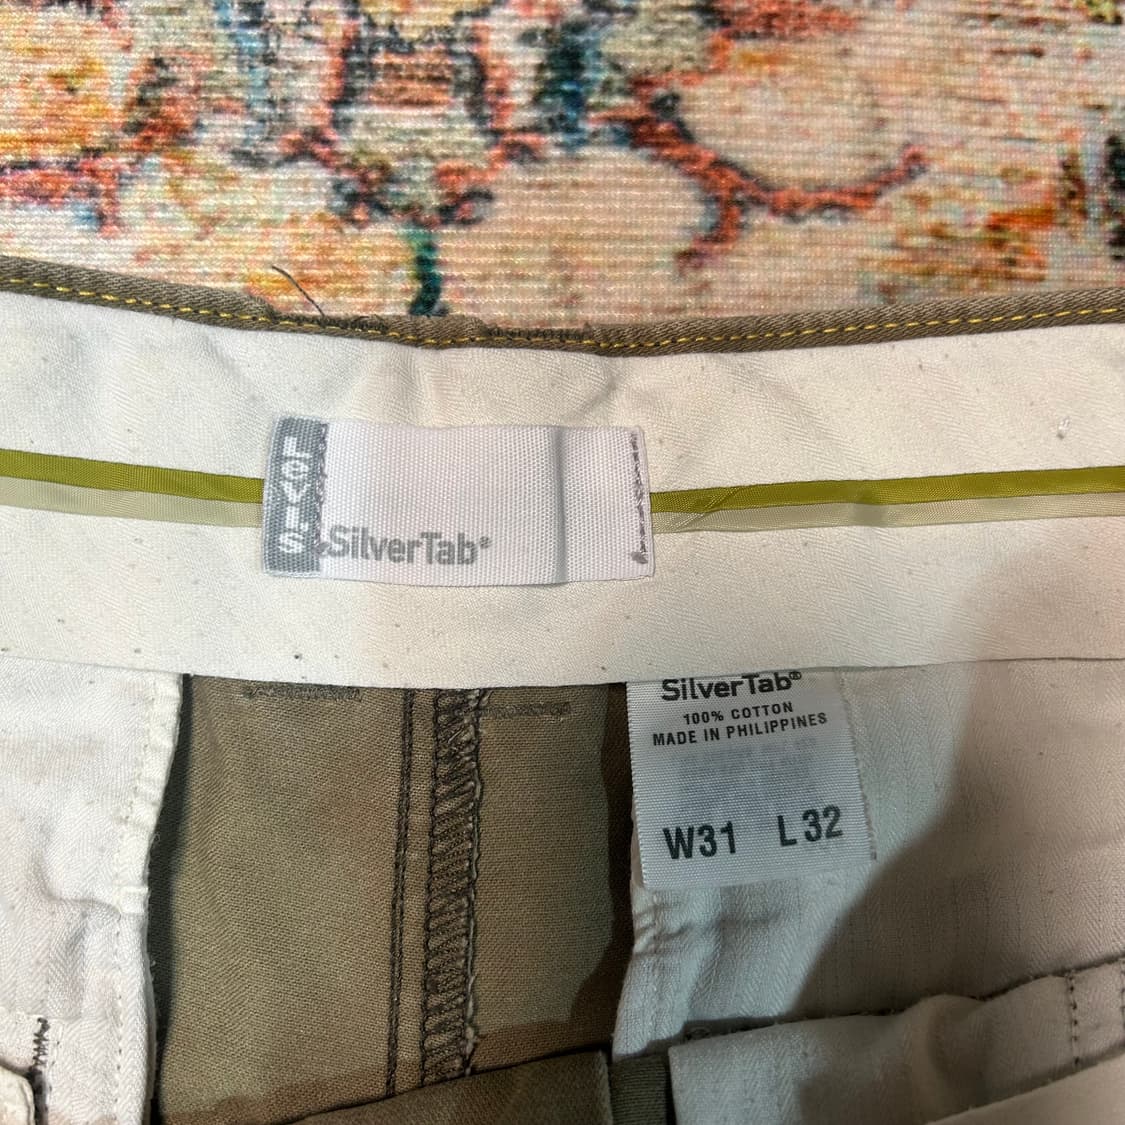 LeVI'S
SilverTab®
SilverTab®
100% COTTON
MADE IN PHILIPPINES
W31 L32